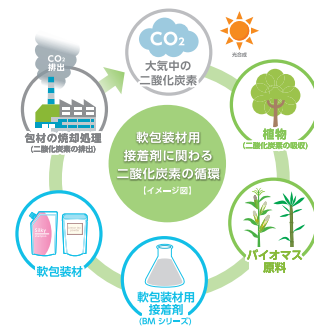 CO₂
大気中の
二酸化炭素
光合成
植物
(二酸化炭素の吸収)
バイオマス
原料
軟包装材用
接着剤
(BM シリーズ)
軟包装材
CO₂
排出
包材の焼却処理
(二酸化炭素の排出)
軟包装材用
接着剤に関わる
二酸化炭素の循環
【イメージ図】